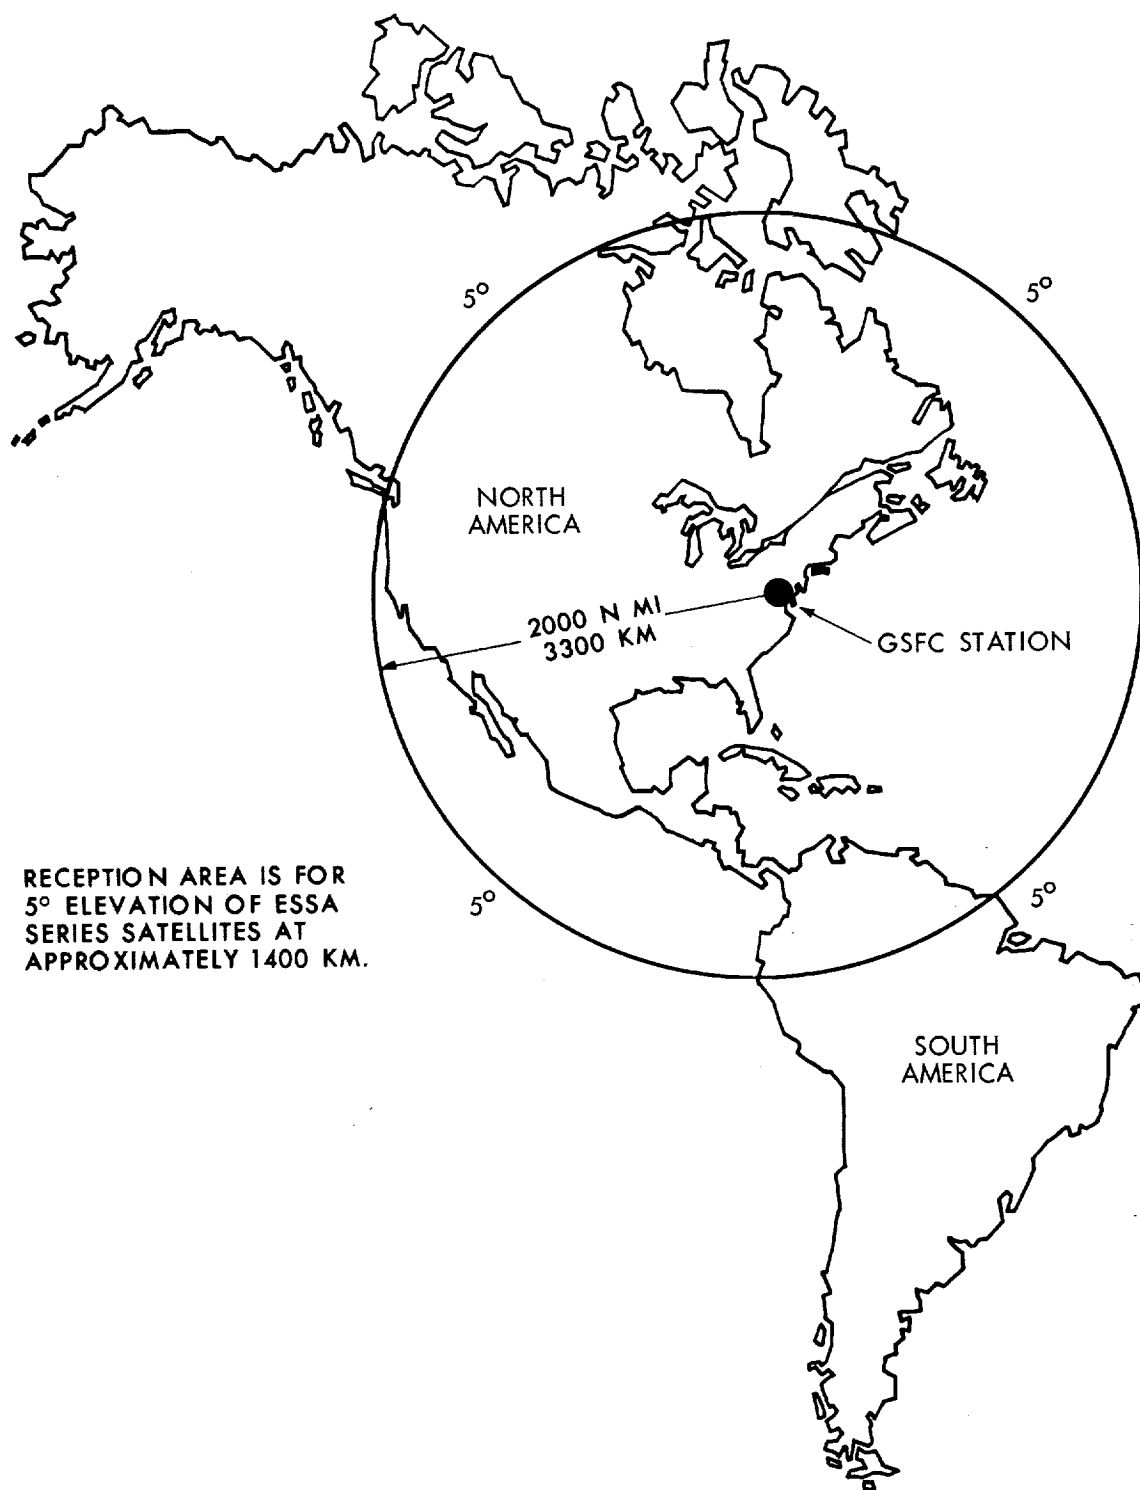 5°
5°
NORTH
AMERICA
2000 N MI
3300 KM
GSFC STATION
RECEPTION AREA IS FOR
5° ELEVATION OF ESSA
SERIES SATELLITES AT
APPROXIMATELY 1400 KM.
5°
5°
SOUTH
AMERICA